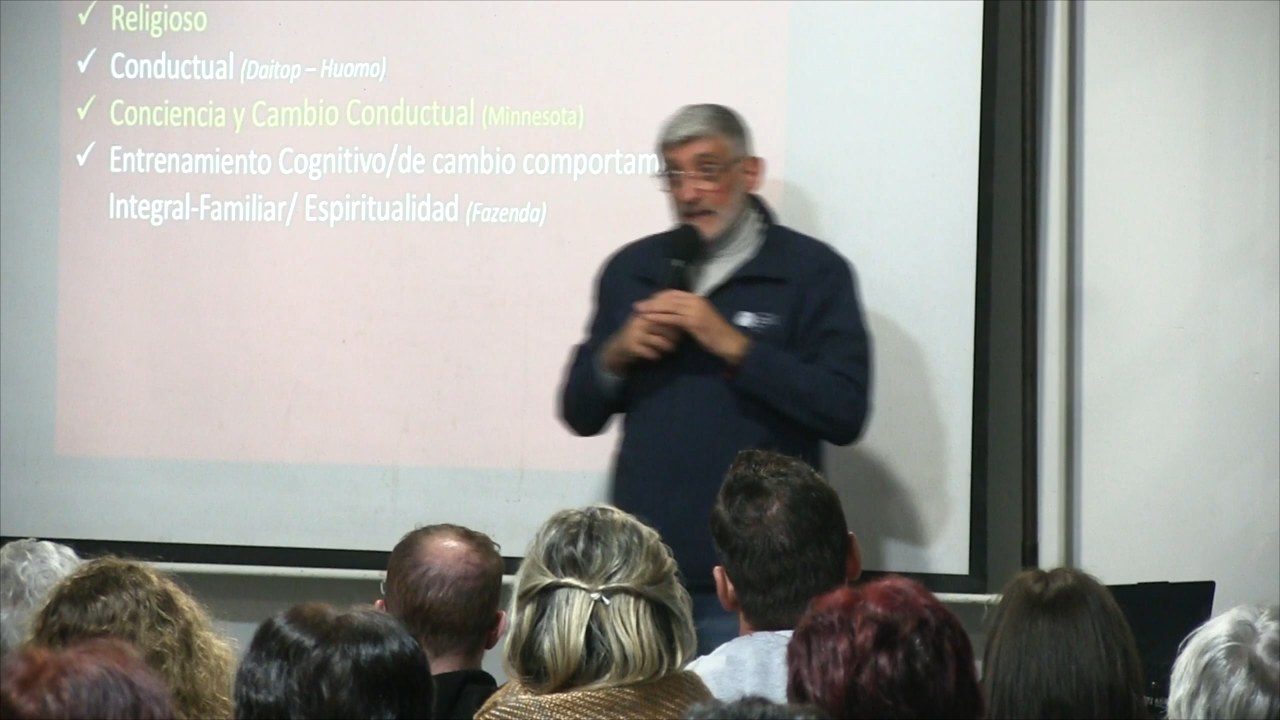 ✓ Religioso
✓ Conductual (Daitop – Huomo)
✓ Conciencia y Cambio Conductual (Minnesota)
✓ Entrenamiento Cognitivo/de cambio comportam
Integral-Familiar/ Espiritualidad (Fazenda)